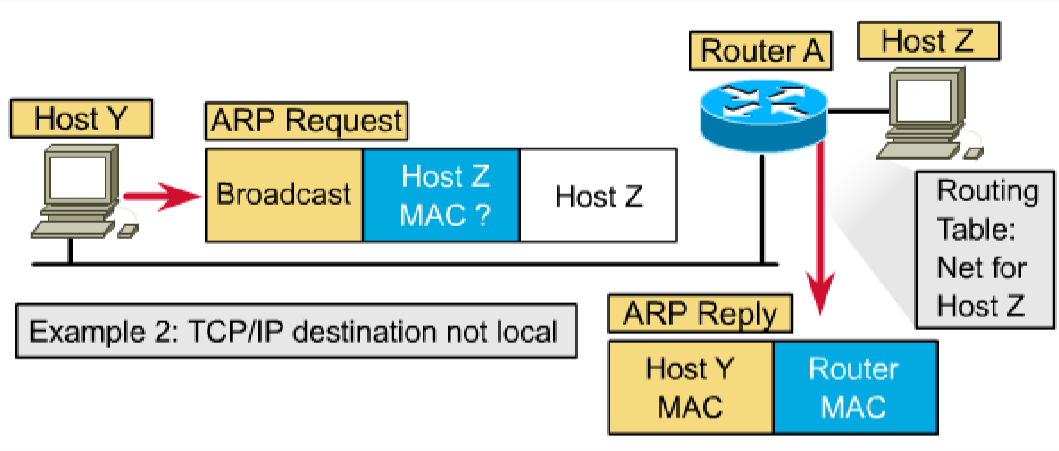 Host Y
ARP Request
Broadcast
Host Z
MAC ?
Host Z
Router A
Host Z
Routing
Table:
Net for
Host Z
Example 2: TCP/IP destination not local
ARP Reply
Host Y
MAC
Router
MAC